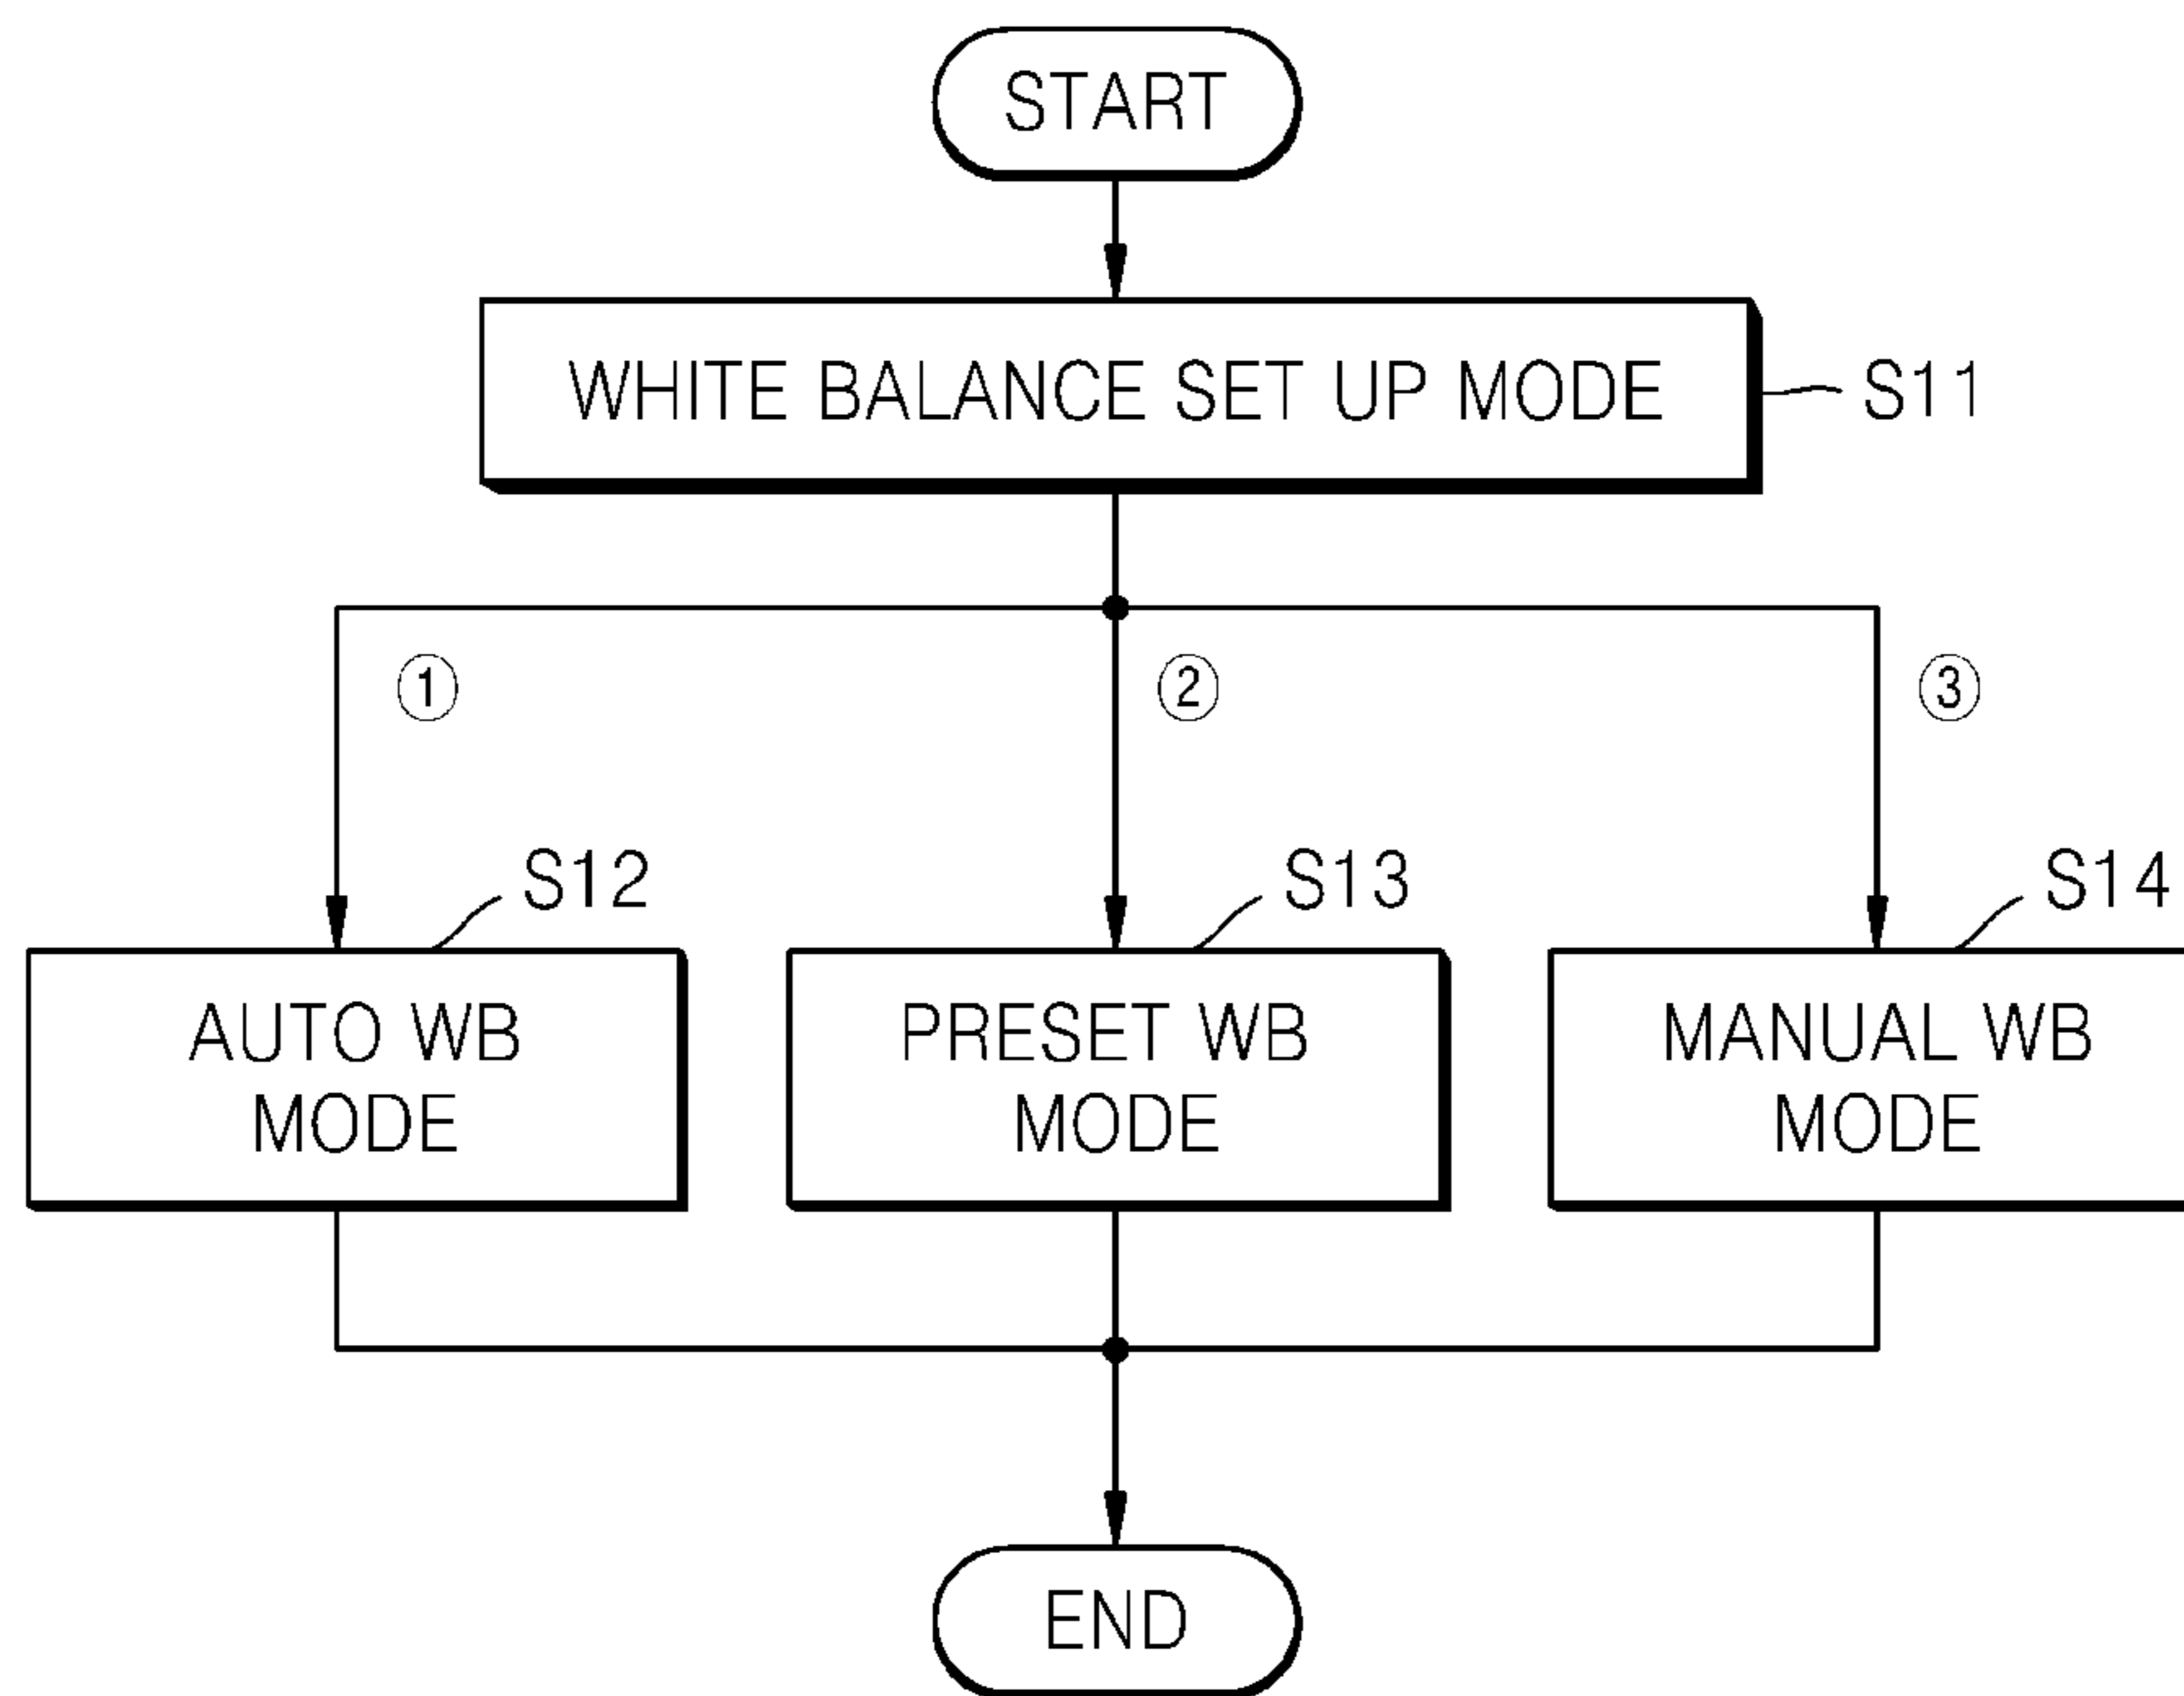 START
WHITE BALANCE SET UP MODE
S11
①
②
③
S12
S13
S14
AUTO WB
MODE
PRESET WB
MODE
MANUAL WB
MODE
END